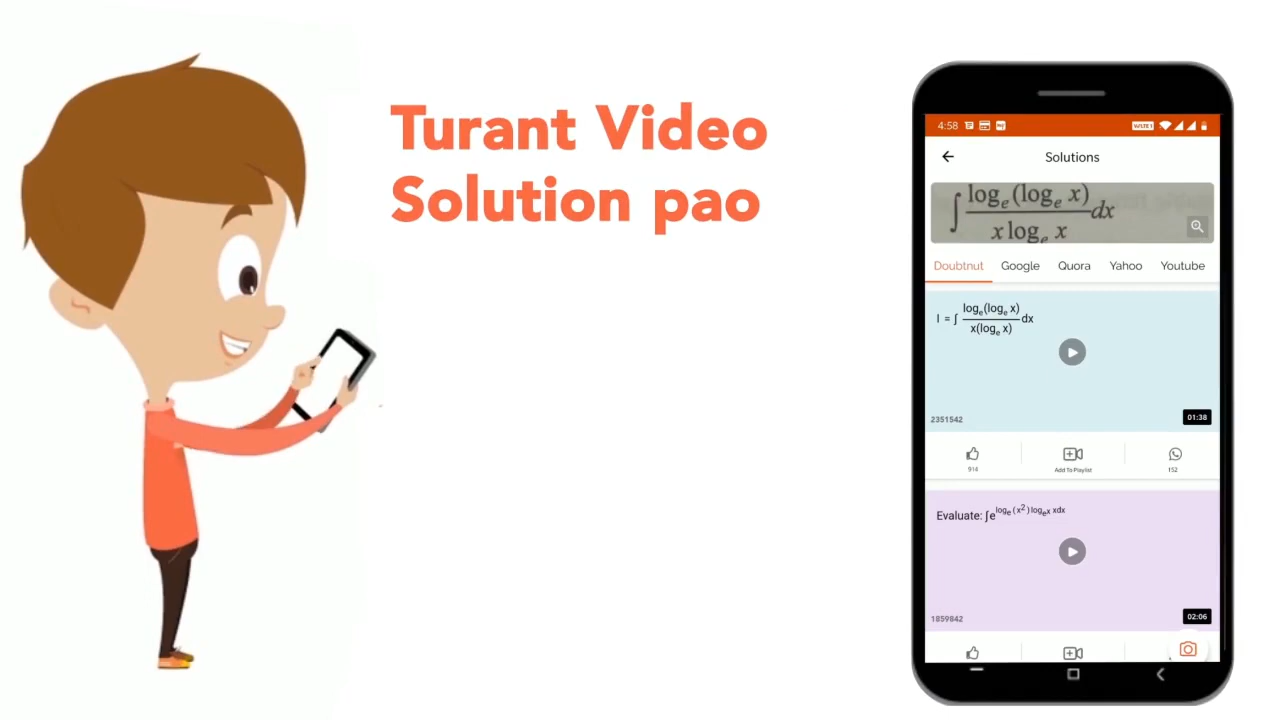 Turant Video
Solution pao
4:58
VoLTE1
Solutions
∫ logₑ(logₑ x) / x logₑ x dx
Doubtnut Google Quora Yahoo Youtube
I = ∫ logₑ(logₑ x) / x(logₑ x) dx
2351542 01:38
914 Add To Playlist 152
Evaluate: ∫e^logₑ(x²)logₑx xdx
1859842 02:06